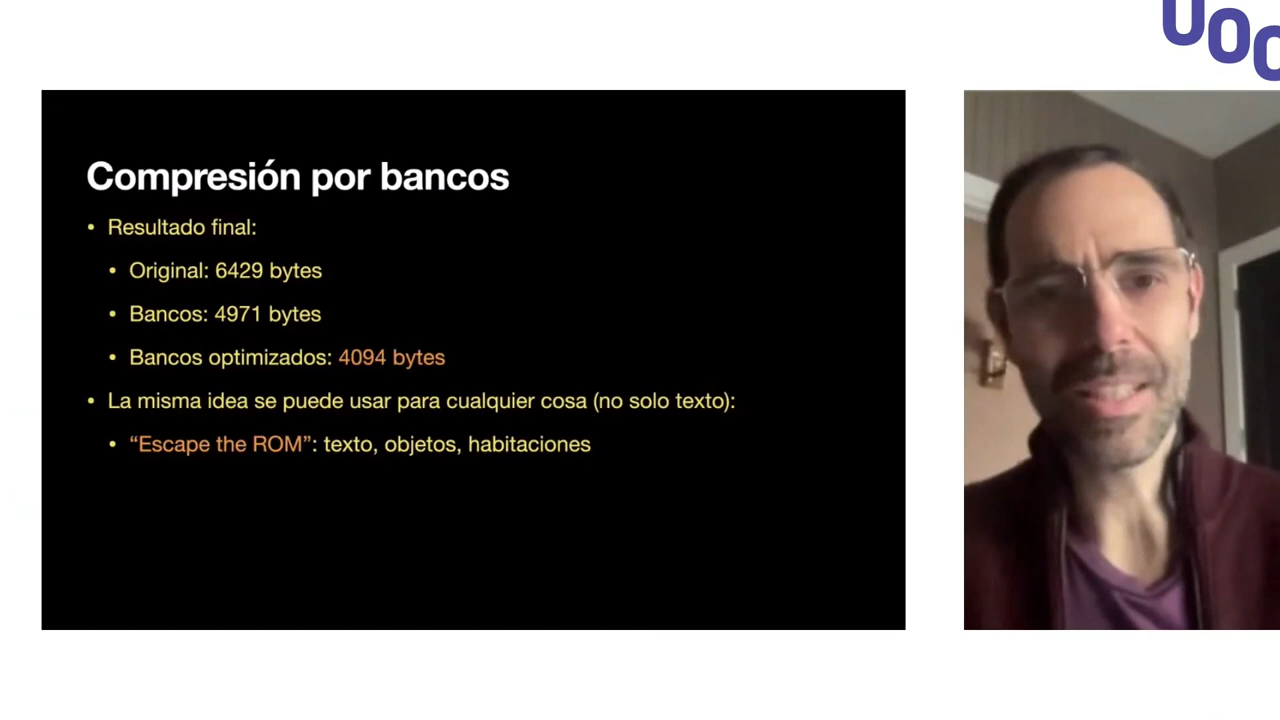 UOC
Compresión por bancos
• Resultado final:
• Original: 6429 bytes
• Bancos: 4971 bytes
• Bancos optimizados: 4094 bytes
• La misma idea se puede usar para cualquier cosa (no solo texto):
• “Escape the ROM”: texto, objetos, habitaciones